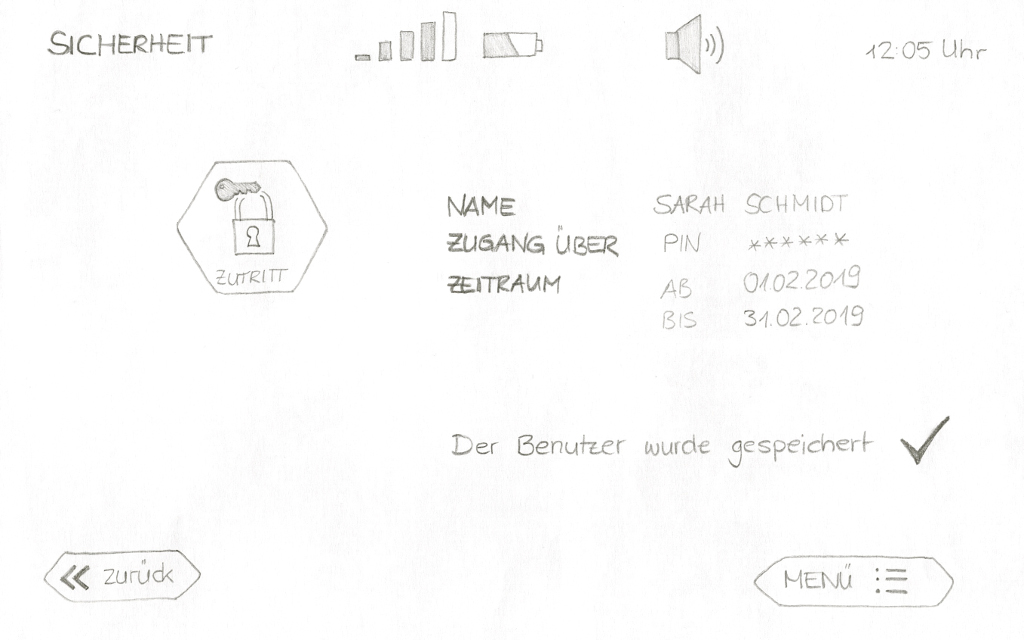 SICHERHEIT
12:05 Uhr
ZUTRITT
NAME SARAH SCHMIDT
ZUGANG ÜBER PIN ******
ZEITRAUM AB 01.02.2019
BIS 31.02.2019
Der Benutzer wurde gespeichert
zurück
MENÜ